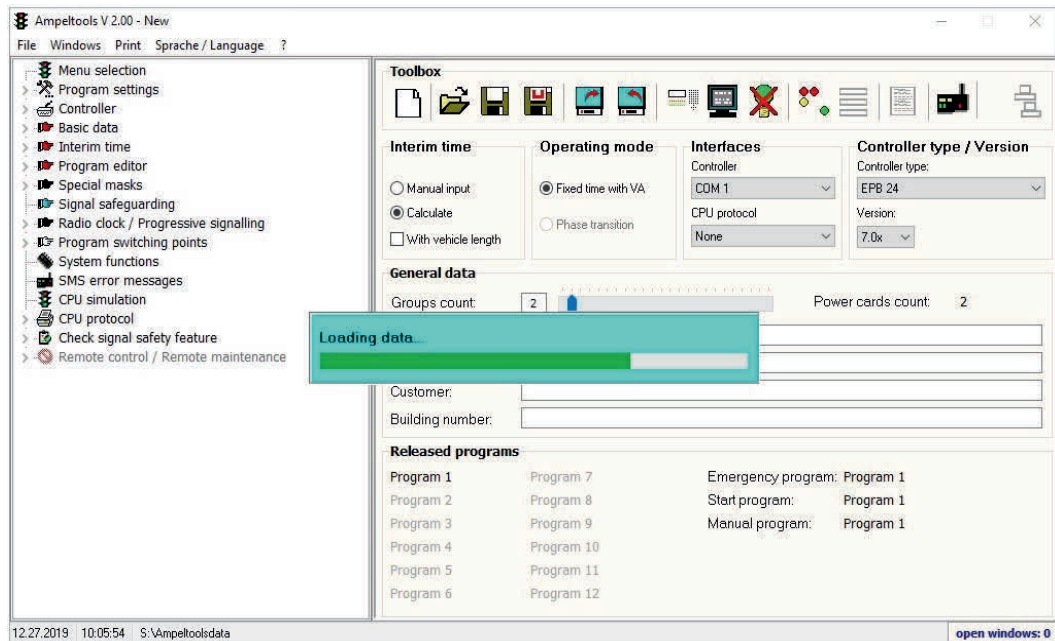 Ampeltools V 2.00 - New
File Windows Print Sprache / Language ?
Menu selection
Program settings
Controller
Basic data
Interim time
Program editor
Special masks
Signal safeguarding
Radio clock / Progressive signalling
Program switching points
System functions
SMS error messages
CPU simulation
CPU protocol
Check signal safety feature
Remote control / Remote maintenance
Toolbox
Interim time
Manual input
Calculate
With vehicle length
Operating mode
Fixed time with VA
Phase transition
Interfaces
Controller
COM 1
CPU protocol
None
Controller type / Version
Controller type:
EPB 24
Version:
7.0x
General data
Groups count: 2
Power cards count: 2
Loading data...
Customer:
Building number:
Released programs
Program 1
Program 2
Program 3
Program 4
Program 5
Program 6
Program 7
Program 8
Program 9
Program 10
Program 11
Program 12
Emergency program: Program 1
Start program: Program 1
Manual program: Program 1
12.27.2019 10:05:54 S:\Ampeltoolsdata
open windows: 0